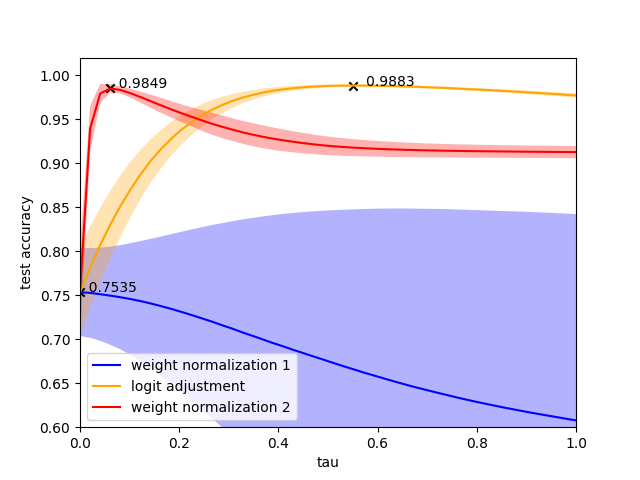 1.00
0.9849
0.9883
0.95
0.90
0.85
0.80
test accuracy
0.75
0.7535
0.70
0.65
0.60
weight normalization 1
logit adjustment
weight normalization 2
0.0 0.2 0.4 0.6 0.8 1.0
tau